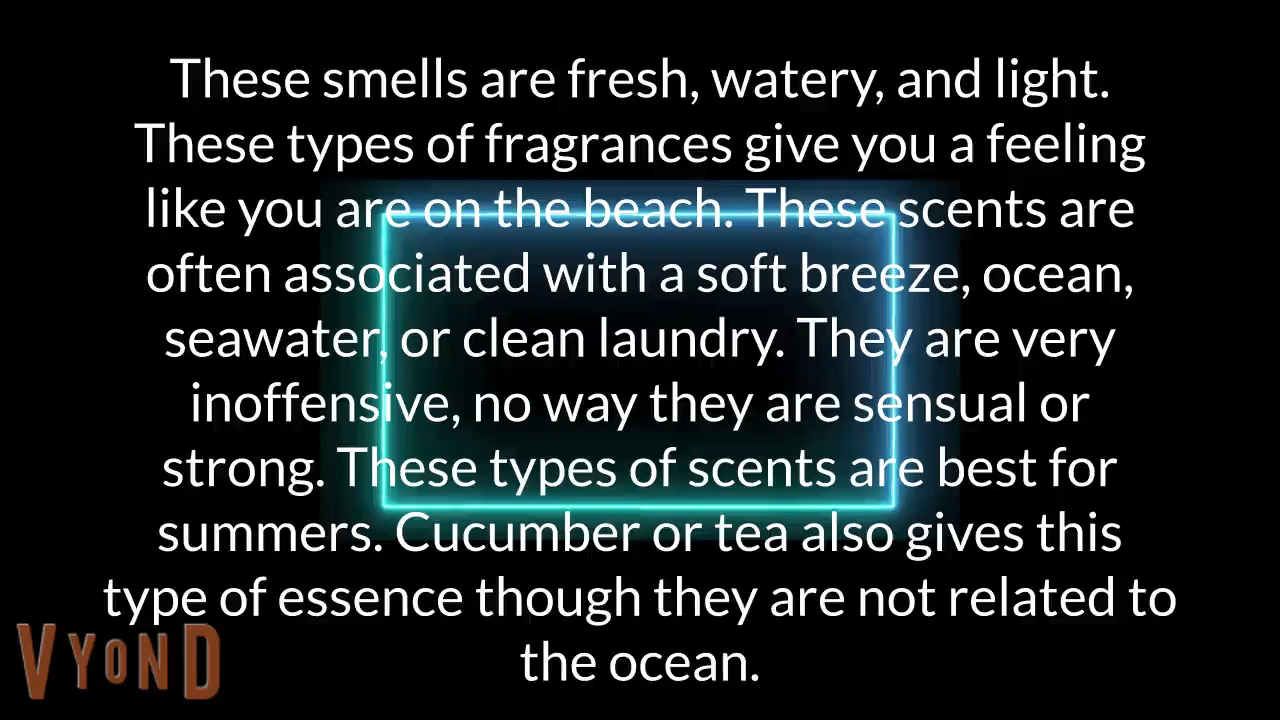 These smells are fresh, watery, and light.
These types of fragrances give you a feeling
like you are on the beach. These scents are
often associated with a soft breeze, ocean,
seawater, or clean laundry. They are very
inoffensive, no way they are sensual or
strong. These types of scents are best for
summers. Cucumber or tea also gives this
type of essence though they are not related to
the ocean.
VYOND